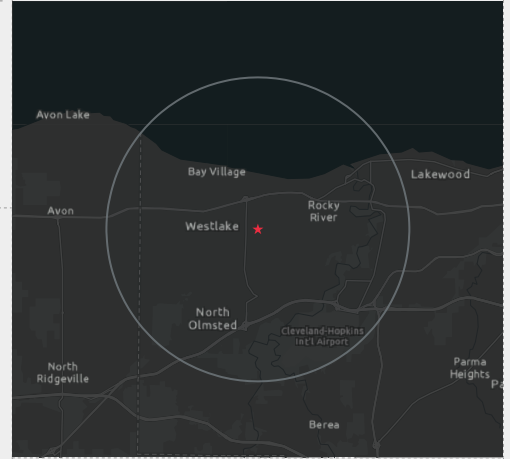 Avon Lake
Bay Village
Lakewood
Avon
Rocky
River
Westlake
North
Olmsted
Cleveland-Hopkins
Int'l Airport
North
Ridgeville
Parma
Heights
Pa
Berea